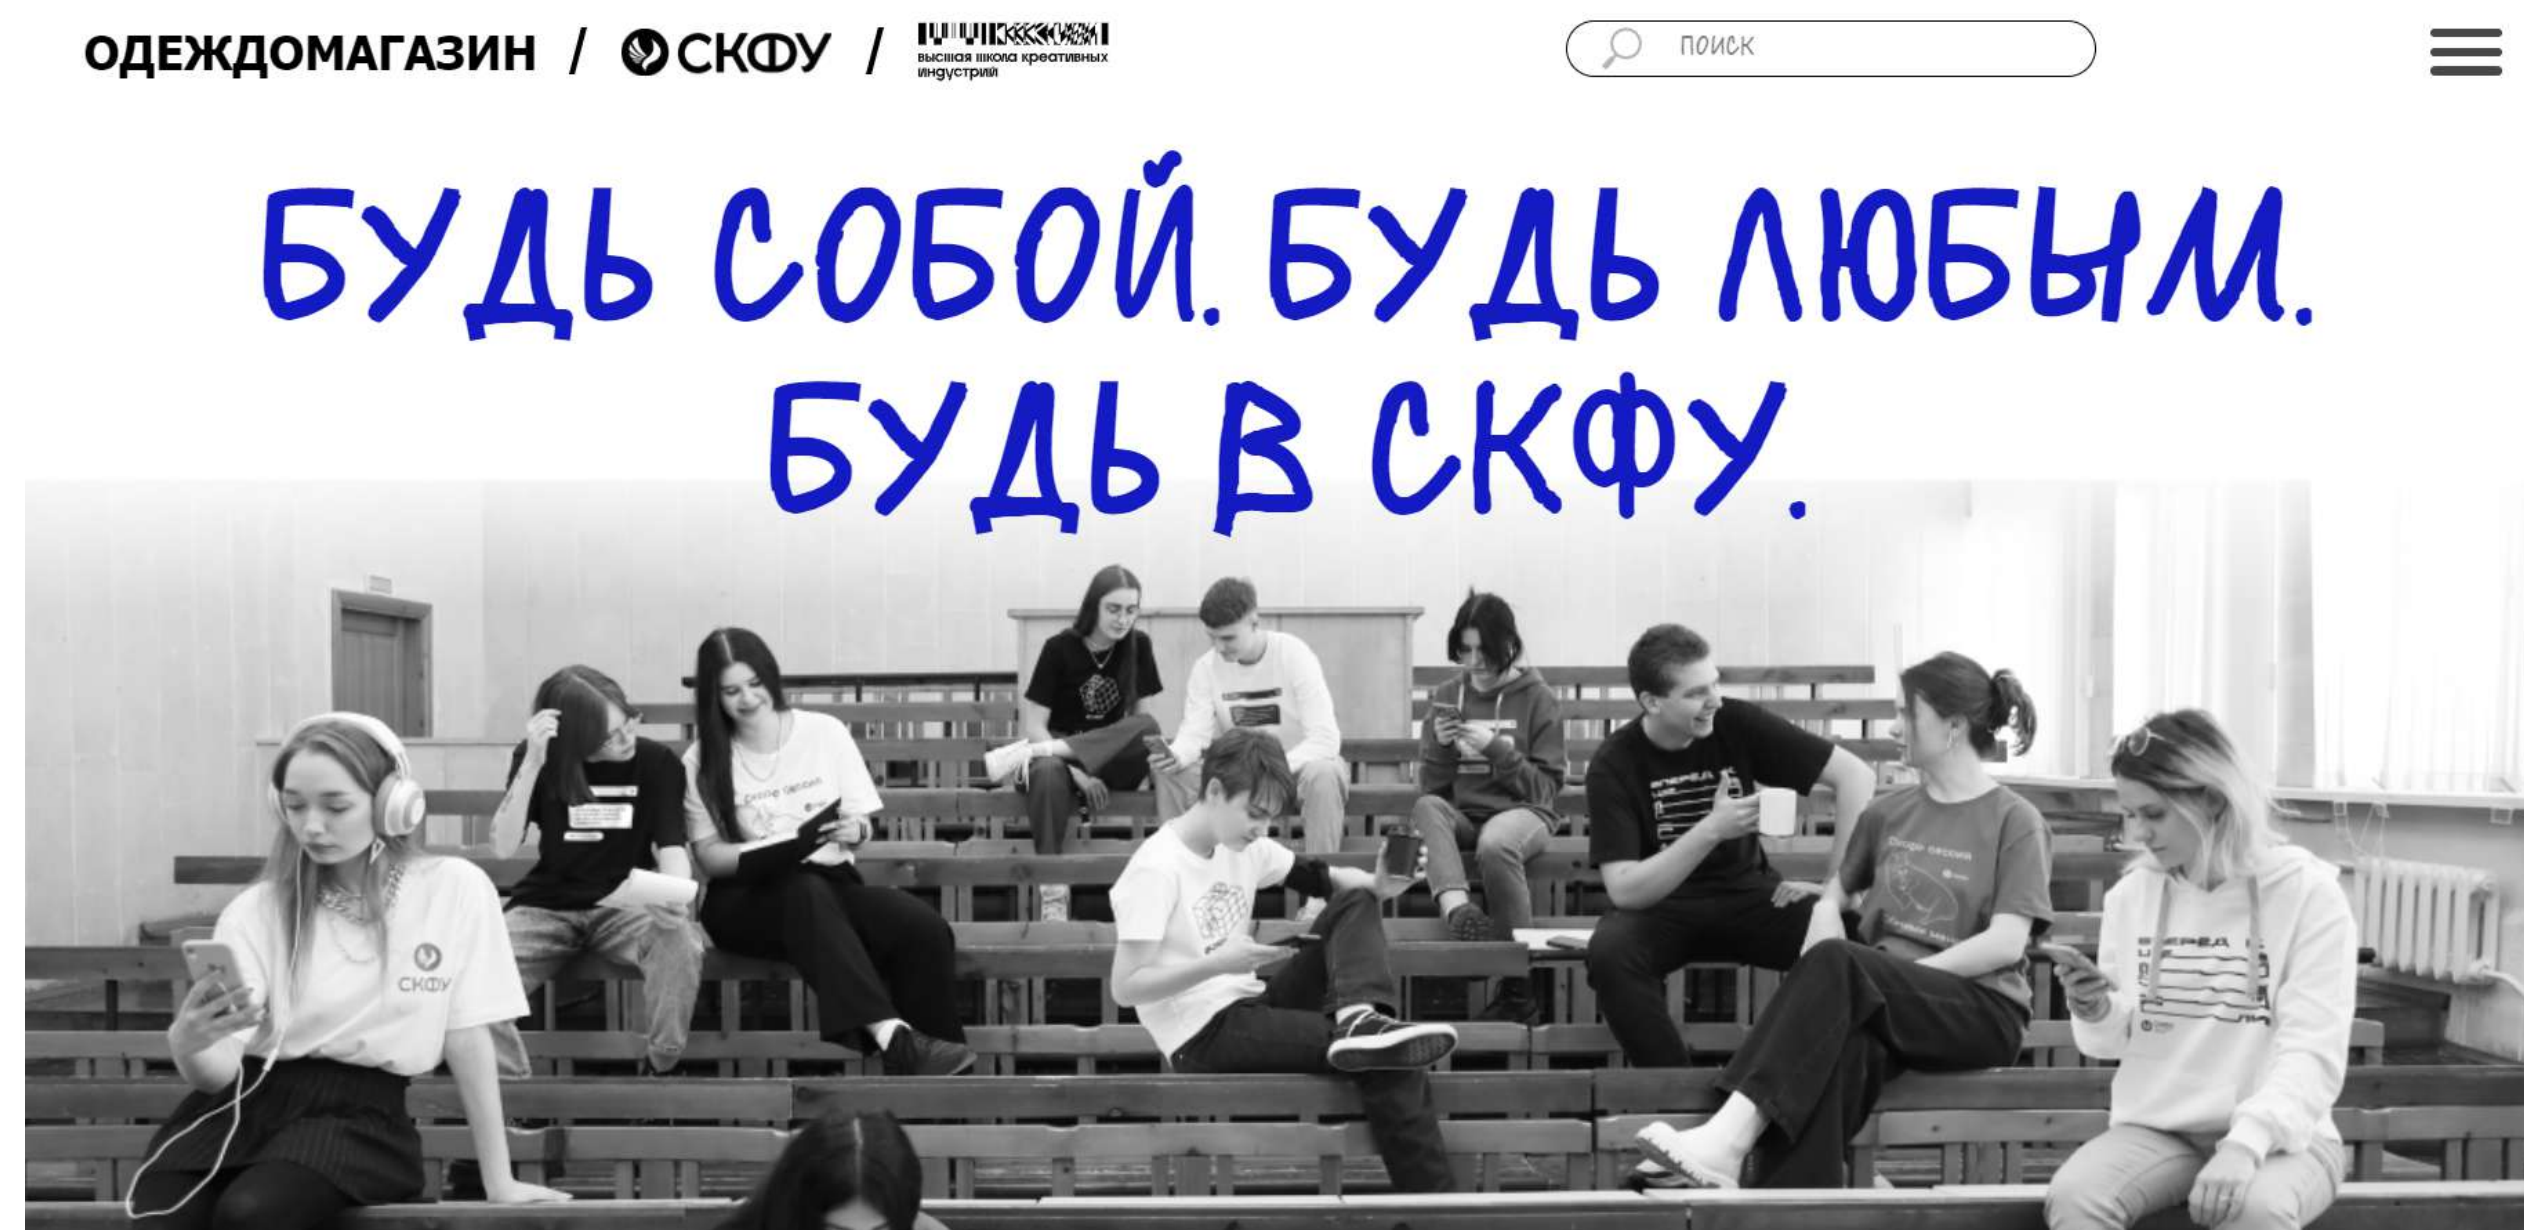 ОДЕЖДОМАГАЗИН / СКФУ / высшая школа креативных
индустрий
поиск
БУДЬ СОБОЙ. БУДЬ ЛЮБЫМ.
БУДЬ В СКФУ.
СКФУ